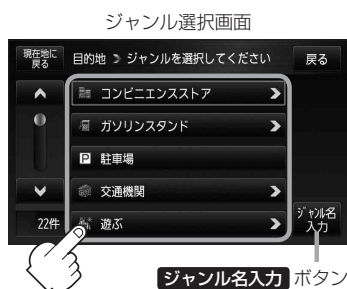 ジャンル選択画面
現在地に
戻る
目的地 > ジャンルを選択してください
戻る
コンビニエンスストア
ガソリンスタンド
P 駐車場
交通機関
遊ぶ
22件
ジャンル名
入力
ジャンル名入力 ボタン